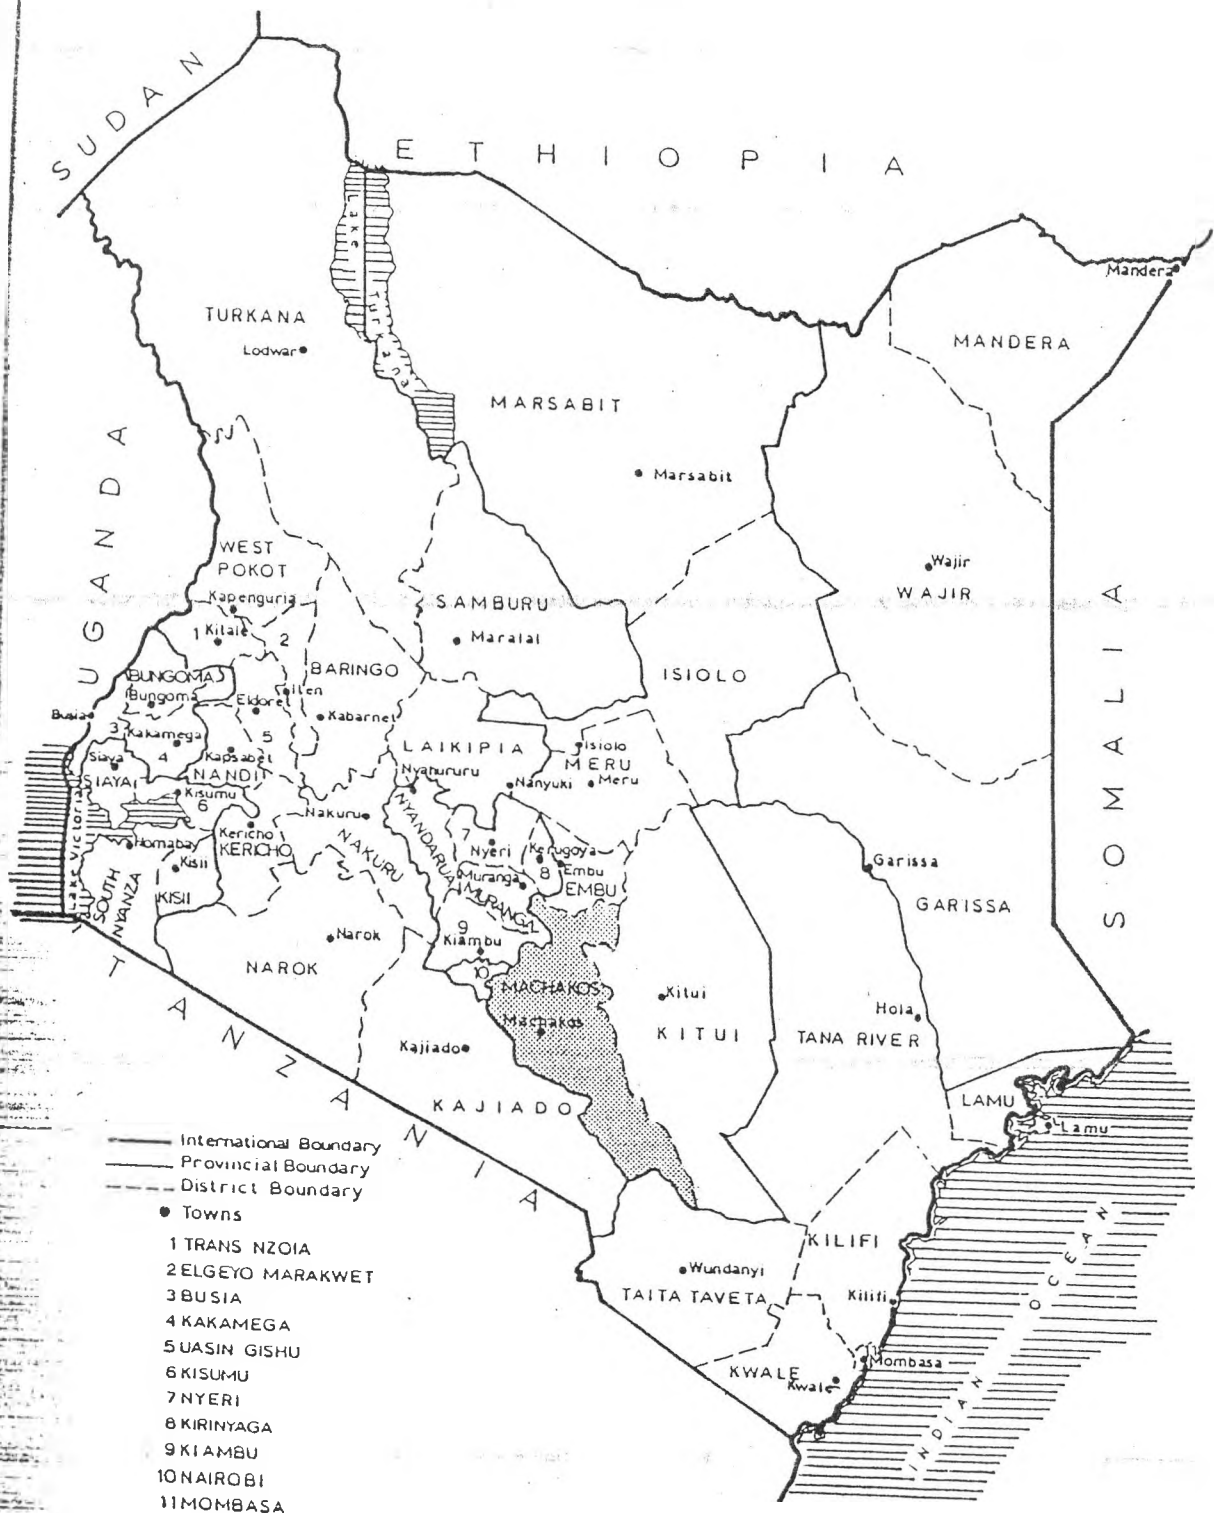 SUDAN
ETHIOPIA
Mandera
Lake Turkana
TURKANA
MANDERA
Lodwar
MARSABIT
Marsabit
UGANDA
WEST
POKOT
Wajir
WAJIR
Kapenguria
SAMBURU
SOMALIA
1 Kitale
2
Maralal
BARINGO
BUNGOMA
ISIOLO
Bungoma
Iten
Eldoret
Busia
Kabarnet
3
Kakamega
5
LAIKIPIA
Isiolo
Siaya
4
Kapsabet
MERU
SIAYA
NANDI
Nyahururu
Nanyuki
Meru
Kisumu
6
Lake Victoria
Nakuru
NYANDARUA
Kericho
KERICHO
NAKURU
7
Nyeri
Kerugoya
Homabay
8
Embu
Garissa
Kisii
Muranga
EMBU
SOUTH
NYANZA
KISII
MURANGA
GARISSA
Narok
9
Kiambu
NAROK
10
MACHAKOS
Kitui
Hola
TANZANIA
Machakos
KITUI
TANA RIVER
Kajiado
KAJIADO
LAMU
Lamu
International Boundary
Provincial Boundary
District Boundary
Towns
1 TRANS NZOIA
2 ELGEYO MARAKWET
3 BUSIA
4 KAKAMEGA
5 UASIN GISHU
6 KISUMU
7 NYERI
8 KIRINYAGA
9 KIAMBU
10 NAIROBI
11 MOMBASA
KILIFI
INDIAN OCEAN
Wundanyi
TAITA TAVETA
Kilifi
Mombasa
KWALE
Kwale